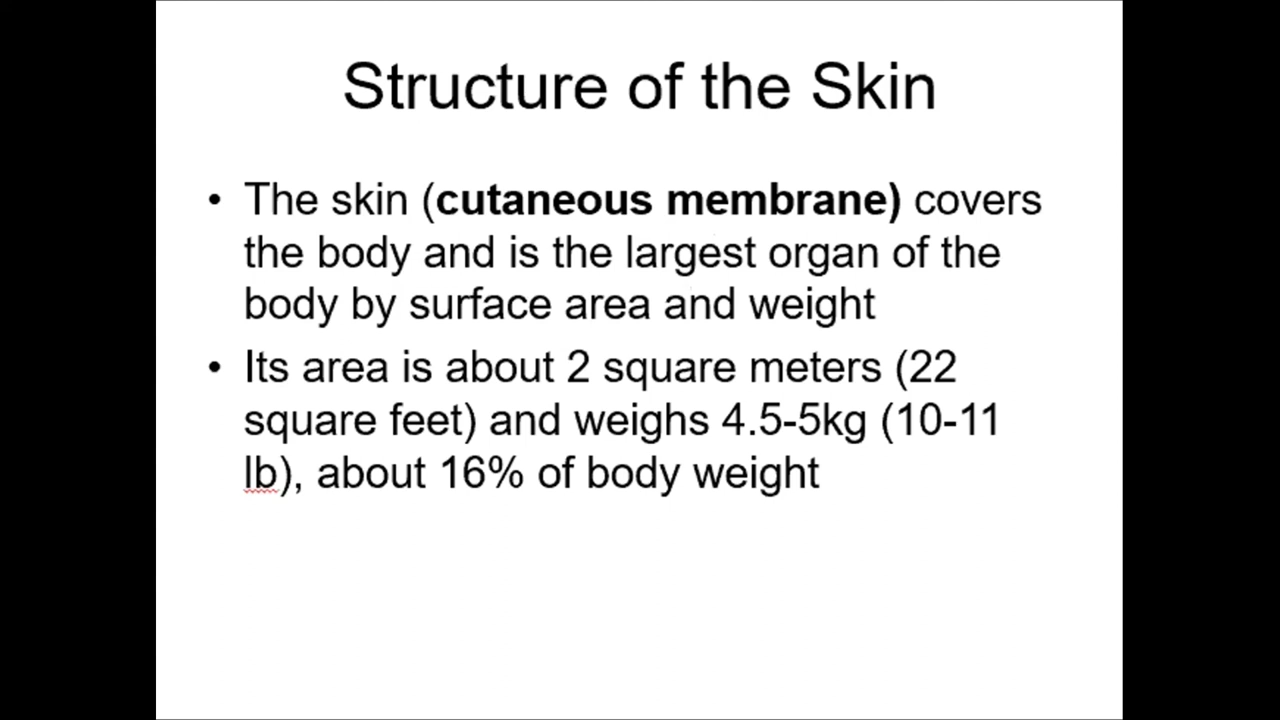 Structure of the Skin
• The skin (cutaneous membrane) covers
the body and is the largest organ of the
body by surface area and weight
• Its area is about 2 square meters (22
square feet) and weighs 4.5-5kg (10-11
lb), about 16% of body weight